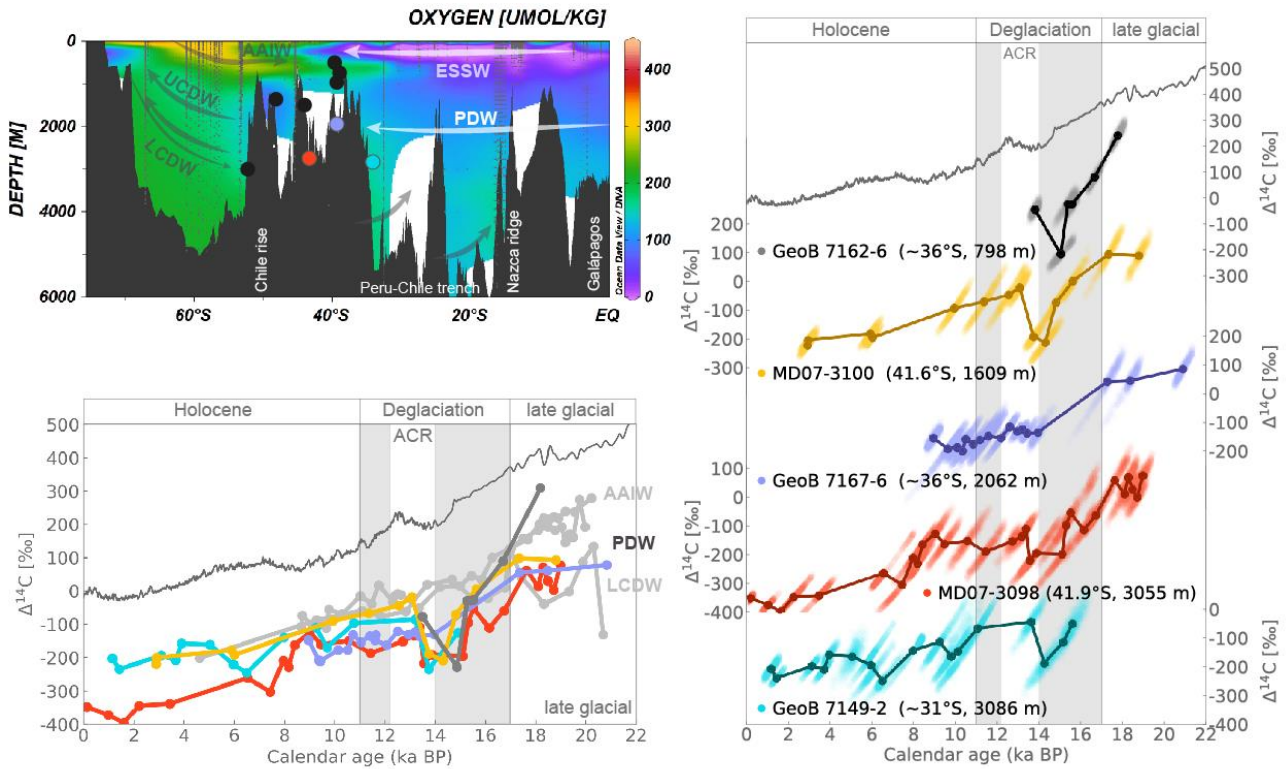 OXYGEN [UMOL/KG]
0
2000
4000
6000
DEPTH [M]
AAIW
ESSW
UCDW
PDW
LCDW
Chile rise
Peru-Chile trench
Nazca ridge
Galápagos
60°S
40°S
20°S
EQ
400
300
200
100
0
Ocean Data View / DIVA
Holocene
Deglaciation
late glacial
ACR
500
400
300
200
100
0
-100
-200
-300
-400
Δ¹⁴C [‰]
AAIW
PDW
LCDW
late glacial
0 2 4 6 8 10 12 14 16 18 20 22
Calendar age (ka BP)
Holocene
Deglaciation
late glacial
ACR
500
400
300
200
100
0
-100
-200
-300
Δ¹⁴C [‰]
GeoB 7162-6 (~36°S, 798 m)
200
100
0
-100
-200
-300
Δ¹⁴C [‰]
MD07-3100 (41.6°S, 1609 m)
200
100
0
-100
-200
Δ¹⁴C [‰]
GeoB 7167-6 (~36°S, 2062 m)
100
0
-100
-200
-300
-400
Δ¹⁴C [‰]
MD07-3098 (41.9°S, 3055 m)
0
-100
-200
-300
-400
Δ¹⁴C [‰]
GeoB 7149-2 (~31°S, 3086 m)
0 2 4 6 8 10 12 14 16 18 20 22
Calendar age (ka BP)